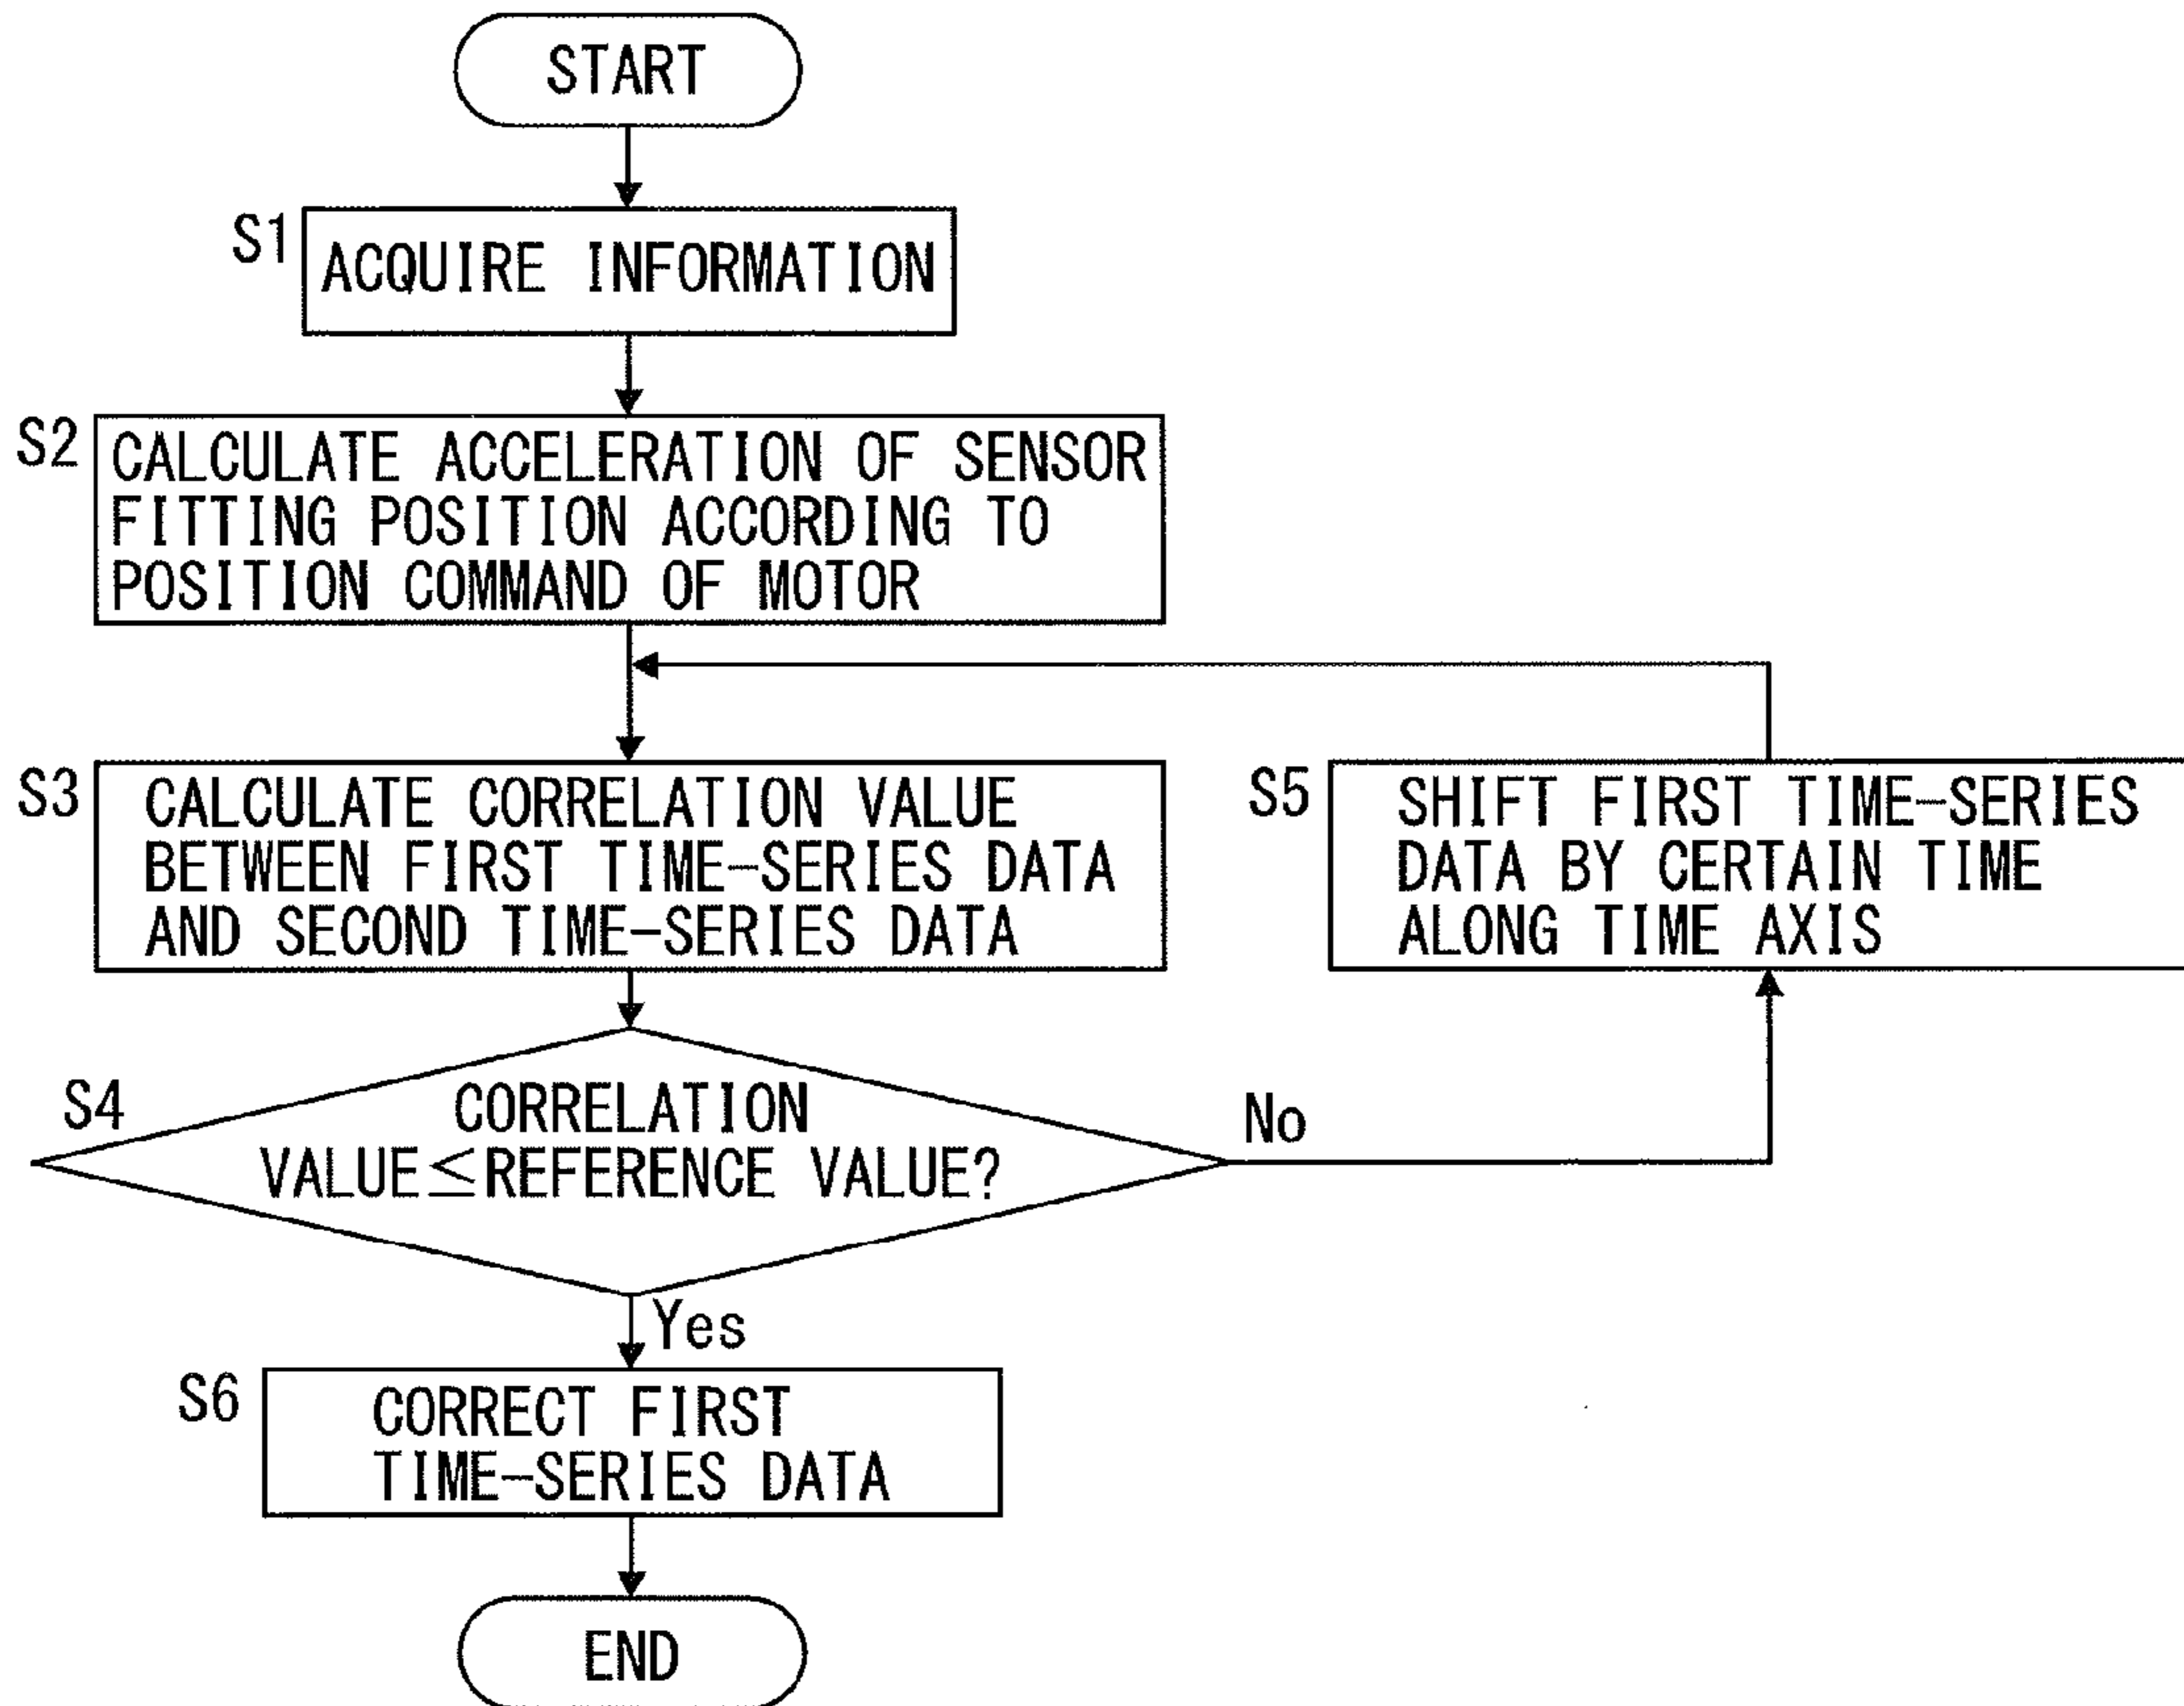 START
S1
ACQUIRE INFORMATION
S2
CALCULATE ACCELERATION OF SENSOR
FITTING POSITION ACCORDING TO
POSITION COMMAND OF MOTOR
S3
CALCULATE CORRELATION VALUE
BETWEEN FIRST TIME-SERIES DATA
AND SECOND TIME-SERIES DATA
S5
SHIFT FIRST TIME-SERIES
DATA BY CERTAIN TIME
ALONG TIME AXIS
S4
CORRELATION
VALUE≤REFERENCE VALUE?
No
Yes
S6
CORRECT FIRST
TIME-SERIES DATA
END